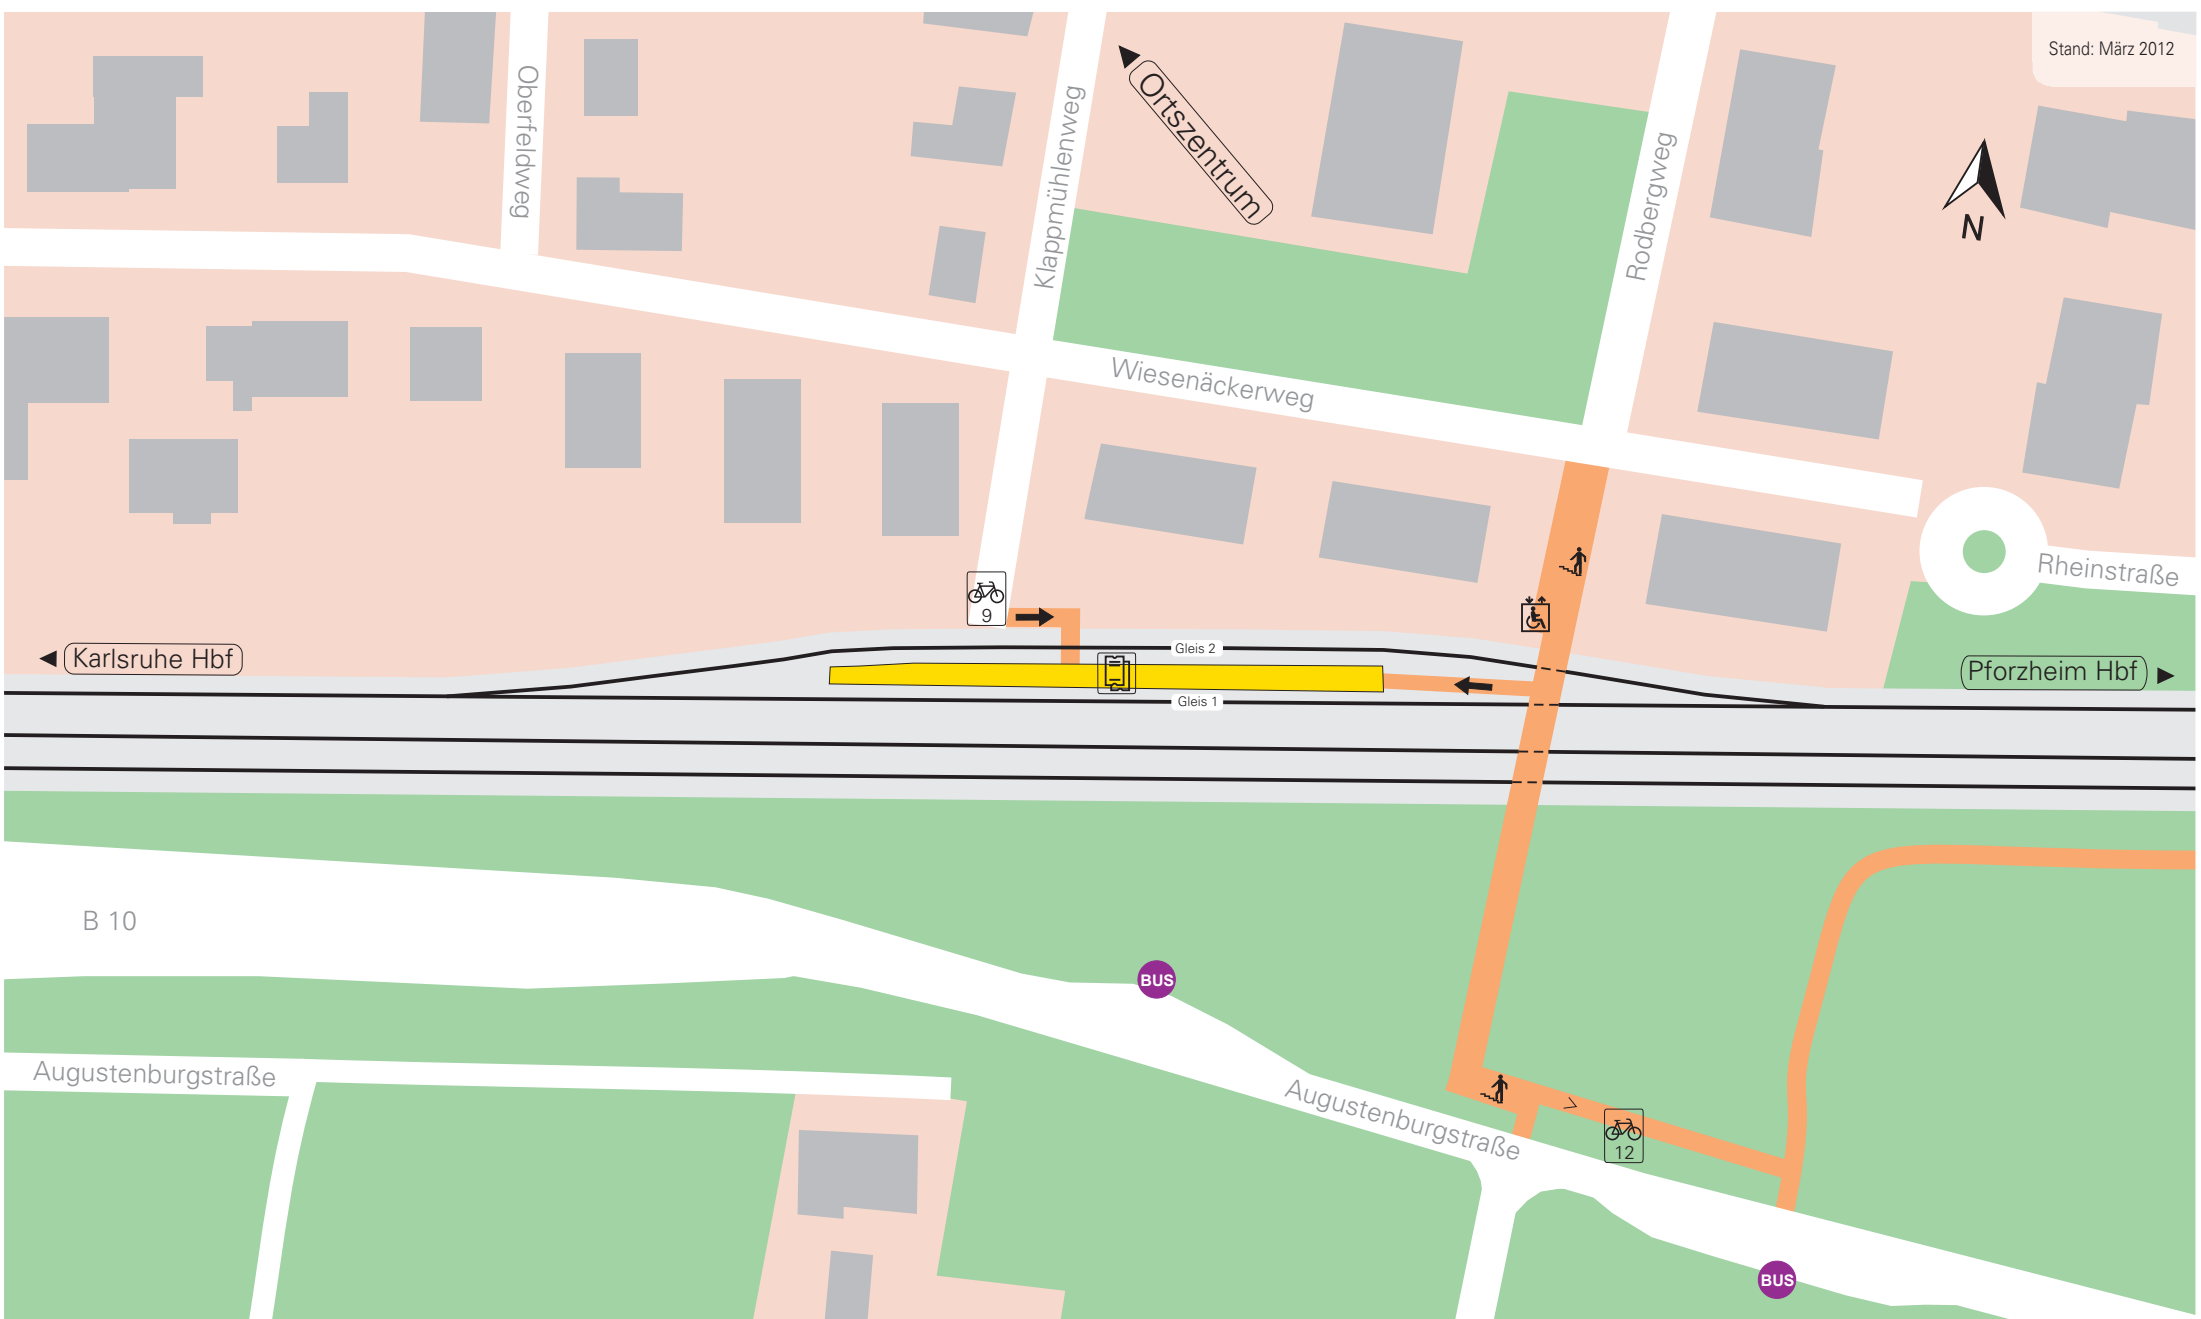 Stand: März 2012
Oberfeldweg
Klappmühlenweg
Ortszentrum
Rodbergweg
N
Wiesenäckerweg
Rheinstraße
9
Karlsruhe Hbf
Gleis 2
Pforzheim Hbf
Gleis 1
B 10
BUS
Augustenburgstraße
Augustenburgstraße
12
BUS